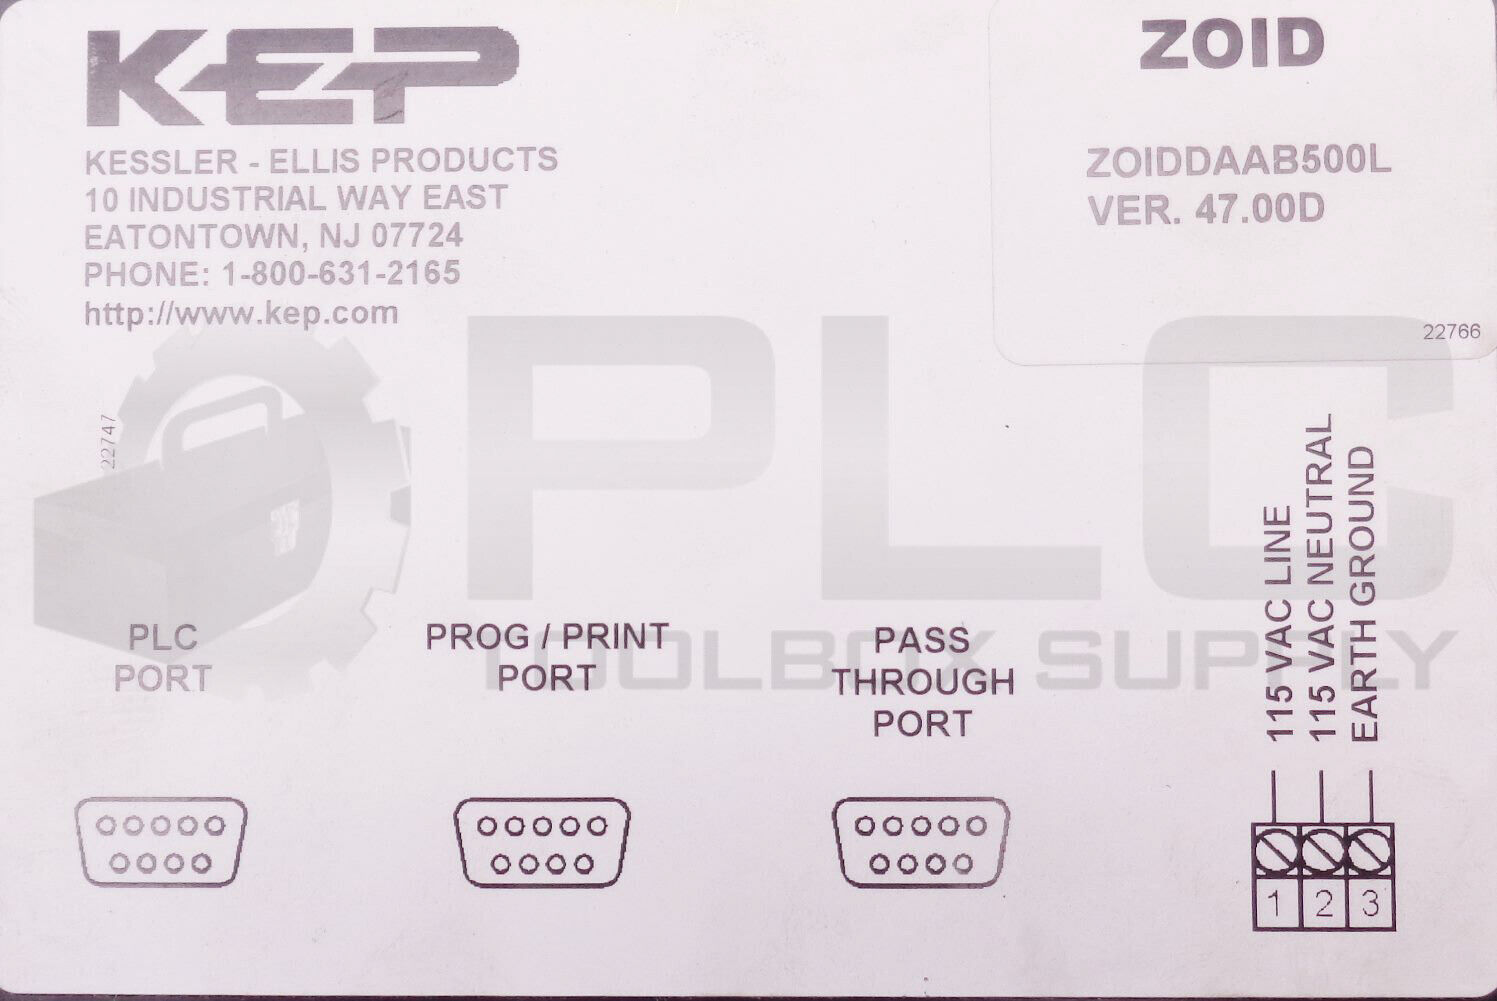 KEP
KESSLER - ELLIS PRODUCTS
10 INDUSTRIAL WAY EAST
EATONTOWN, NJ 07724
PHONE: 1-800-631-2165
http://www.kep.com
ZOID
ZOIDDAAB500L
VER. 47.00D
22766
22747
PLC
TOOLBOX SUPPLY
PLC
PORT
PROG / PRINT
PORT
PASS
THROUGH
PORT
115 VAC LINE
115 VAC NEUTRAL
EARTH GROUND
1 2 3